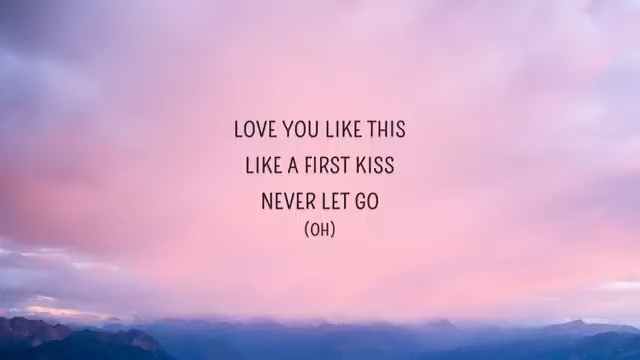 LOVE YOU LIKE THIS
LIKE A FIRST KISS
NEVER LET GO
(OH)